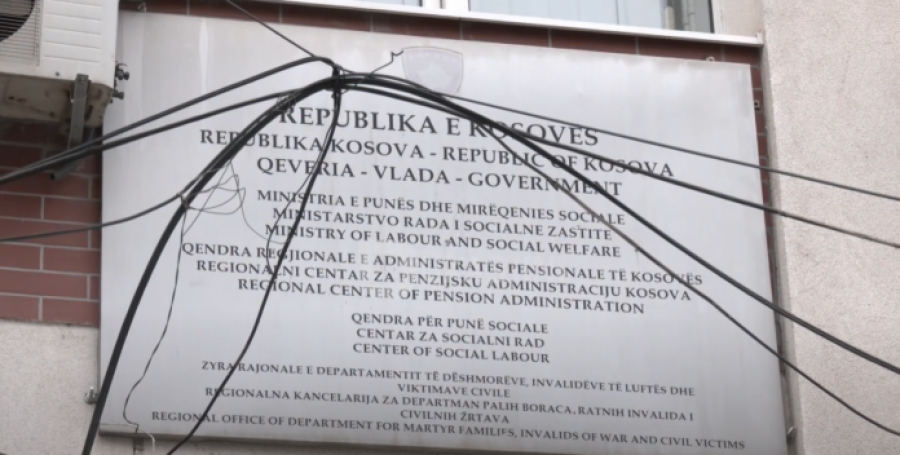 REPUBLIKA E KOSOVËS
REPUBLIKA KOSOVA - REPUBLIC OF KOSOVA
QEVERIA - VLADA - GOVERNMENT
MINISTRIA E PUNËS DHE MIRËQENIES SOCIALE
MINISTARSTVO RADA I SOCIALNE ZASTITE
MINISTRY OF LABOUR AND SOCIAL WELFARE
QENDRA REGJIONALE E ADMINISTRATËS PENSIONALE TË KOSOVËS
REGIONALNI CENTAR ZA PENZIJSKU ADMINISTRACIJU KOSOVA
REGIONAL CENTER OF PENSION ADMINISTRATION
QENDRA PËR PUNË SOCIALE
CENTAR ZA SOCIALNI RAD
CENTER OF SOCIAL LABOUR
ZYRA RAJONALE E DEPARTAMENTIT TË DËSHMORËVE, INVALIDËVE TË LUFTËS DHE
VIKTIMAVE CIVILE
REGIONALNA KANCELARIJA ZA DEPARTMAN PALIH BORACA, RATNIH INVALIDA I
CIVILNIH ŽRTAVA
REGIONAL OFFICE OF DEPARTMENT FOR MARTYR FAMILIES, INVALIDS OF WAR AND CIVIL VICTIMS